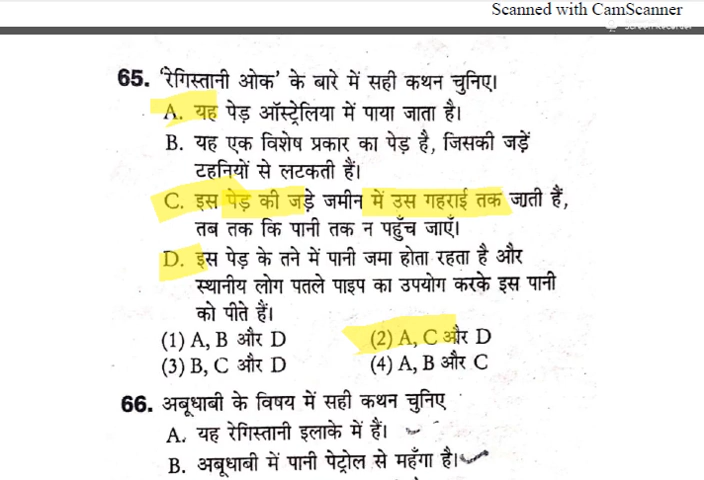 Scanned with CamScanner
65. 'रेगिस्तानी ओक' के बारे में सही कथन चुनिए।
A. यह पेड़ ऑस्ट्रेलिया में पाया जाता है।
B. यह एक विशेष प्रकार का पेड़ है, जिसकी जड़ें
टहनियों से लटकती हैं।
C. इस पेड़ की जड़े जमीन में उस गहराई तक जाती हैं,
तब तक कि पानी तक न पहुँच जाएँ।
D. इस पेड़ के तने में पानी जमा होता रहता है और
स्थानीय लोग पतले पाइप का उपयोग करके इस पानी
को पीते हैं।
(1) A, B और D (2) A, C और D
(3) B, C और D (4) A, B और C
66. अबूधाबी के विषय में सही कथन चुनिए
A. यह रेगिस्तानी इलाके में हैं।
B. अबूधाबी में पानी पेट्रोल से महँगा है।